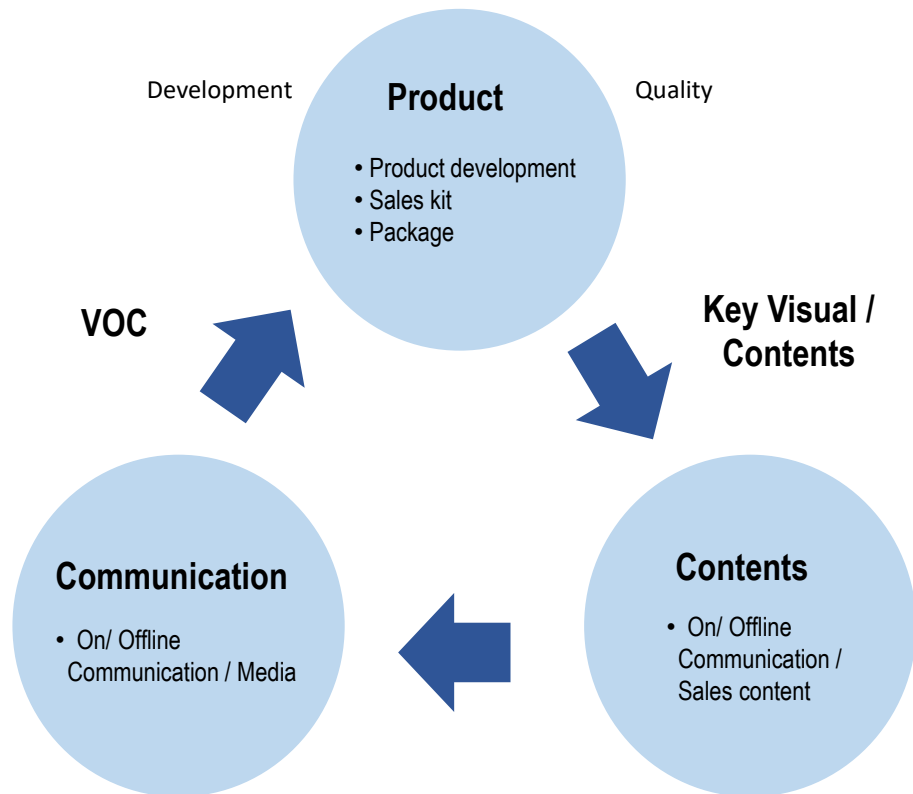 Development
Product
Quality
• Product development
• Sales kit
• Package
VOC
Key Visual /
Contents
Communication
• On/ Offline
Communication / Media
Contents
• On/ Offline
Communication /
Sales content